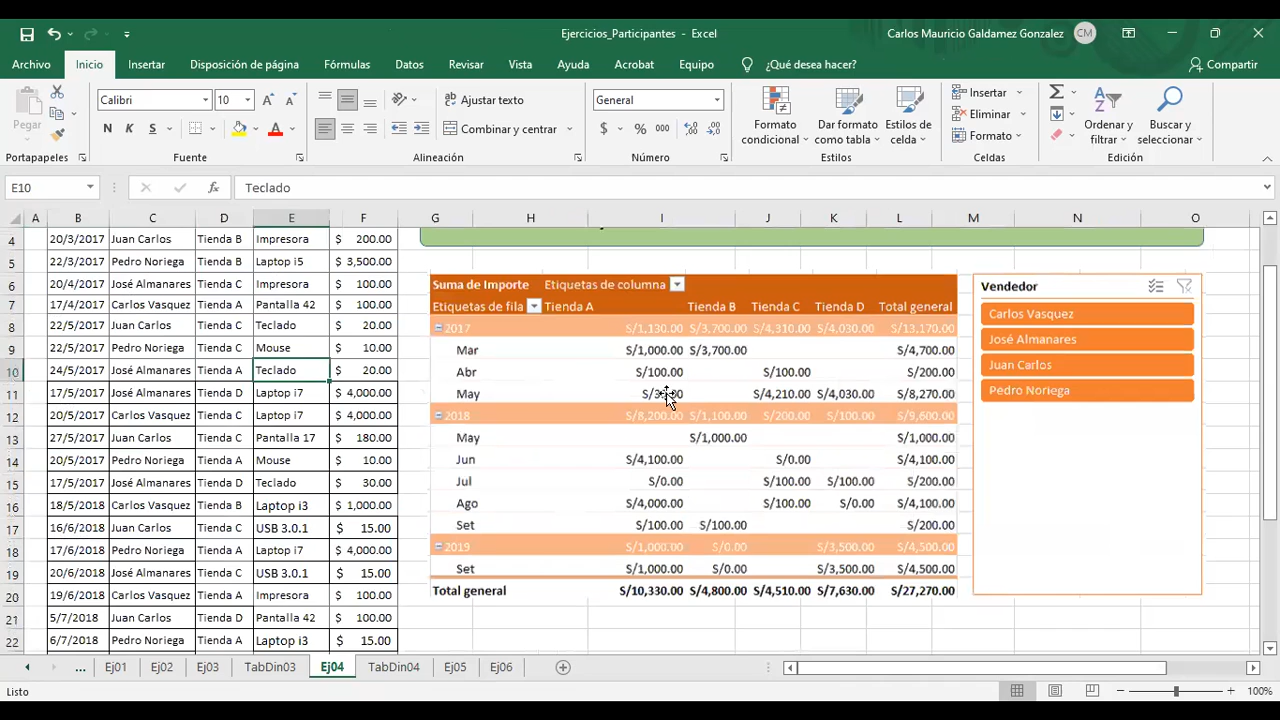 Ejercicios_Participantes - Excel
Carlos Mauricio Galdamez Gonzalez CM
Archivo Inicio Insertar Disposición de página Fórmulas Datos Revisar Vista Ayuda Acrobat Equipo ¿Qué desea hacer? Compartir
Pegar
Calibri 10
N K S
Ajustar texto
Combinar y centrar
General
$ % 000
Formato condicional
Dar formato como tabla
Estilos de celda
Insertar
Eliminar
Formato
Ordenar y filtrar
Buscar y seleccionar
Portapapeles Fuente Alineación Número Estilos Celdas Edición
E10 fx Teclado
A B C D E F G H I J K L M N O
4 20/3/2017 Juan Carlos Tienda B Impresora $ 200.00
5 22/3/2017 Pedro Noriega Tienda B Laptop i5 $ 3,500.00
6 20/4/2017 José Almanares Tienda C Impresora $ 100.00
7 17/4/2017 Carlos Vasquez Tienda A Pantalla 42 $ 100.00
8 22/5/2017 Juan Carlos Tienda C Teclado $ 20.00
9 22/5/2017 Pedro Noriega Tienda C Mouse $ 10.00
10 24/5/2017 José Almanares Tienda A Teclado $ 20.00
11 17/5/2017 José Almanares Tienda D Laptop i7 $ 4,000.00
12 20/5/2017 Carlos Vasquez Tienda C Laptop i7 $ 4,000.00
13 27/5/2017 Juan Carlos Tienda C Pantalla 17 $ 180.00
14 20/5/2017 Pedro Noriega Tienda A Mouse $ 10.00
15 17/5/2017 José Almanares Tienda D Teclado $ 30.00
16 18/5/2018 Carlos Vasquez Tienda B Laptop i3 $ 1,000.00
17 16/6/2018 Juan Carlos Tienda C USB 3.0.1 $ 15.00
18 17/6/2018 Pedro Noriega Tienda A Laptop i7 $ 4,000.00
19 20/6/2018 José Almanares Tienda C USB 3.0.1 $ 15.00
20 19/6/2018 Carlos Vasquez Tienda A Impresora $ 100.00
21 5/7/2018 Juan Carlos Tienda D Pantalla 42 $ 100.00
22 6/7/2018 Pedro Noriega Tienda A Laptop i3 $ 15.00
Suma de Importe Etiquetas de columna
Etiquetas de fila Tienda A Tienda B Tienda C Tienda D Total general
2017 S/1,130.00 S/3,700.00 S/4,310.00 S/4,030.00 S/13,170.00
Mar S/1,000.00 S/3,700.00 S/4,700.00
Abr S/100.00 S/100.00 S/200.00
May S/4,210.00 S/4,030.00 S/8,270.00
2018 S/8,200.00 S/1,100.00 S/200.00 S/100.00 S/9,600.00
May S/1,000.00 S/1,000.00
Jun S/4,100.00 S/0.00 S/4,100.00
Jul S/0.00 S/100.00 S/100.00 S/200.00
Ago S/4,000.00 S/100.00 S/0.00 S/4,100.00
Set S/100.00 S/100.00 S/200.00
2019 S/1,000.00 S/0.00 S/3,500.00 S/4,500.00
Set S/1,000.00 S/0.00 S/3,500.00 S/4,500.00
Total general S/10,330.00 S/4,800.00 S/4,510.00 S/7,630.00 S/27,270.00
Vendedor
Carlos Vasquez
José Almanares
Juan Carlos
Pedro Noriega
... Ej01 Ej02 Ej03 TabDin03 Ej04 TabDin04 Ej05 Ej06
Listo 100%